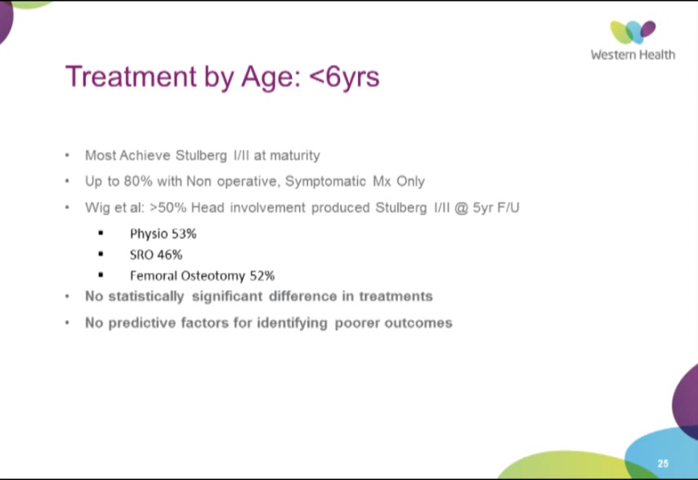 Western Health
Treatment by Age: <6yrs
• Most Achieve Stulberg I/II at maturity
• Up to 80% with Non operative, Symptomatic Mx Only
• Wig et al: >50% Head involvement produced Stulberg I/II @ 5yr F/U
▪ Physio 53%
▪ SRO 46%
▪ Femoral Osteotomy 52%
• No statistically significant difference in treatments
• No predictive factors for identifying poorer outcomes
25